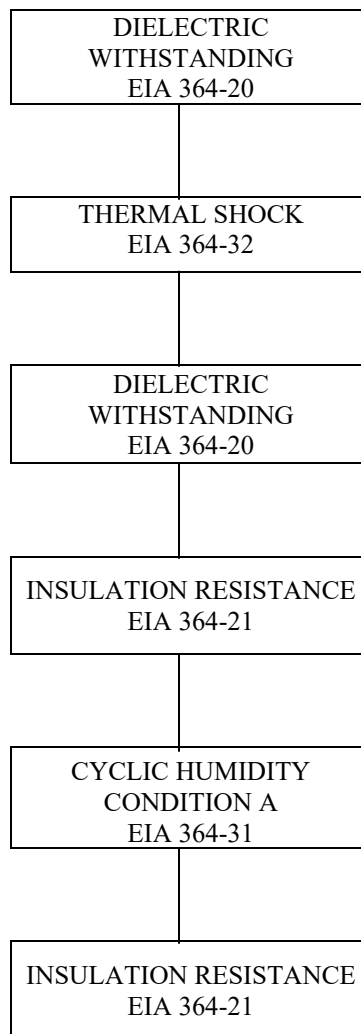 DIELECTRIC
WITHSTANDING
EIA 364-20
THERMAL SHOCK
EIA 364-32
DIELECTRIC
WITHSTANDING
EIA 364-20
INSULATION RESISTANCE
EIA 364-21
CYCLIC HUMIDITY
CONDITION A
EIA 364-31
INSULATION RESISTANCE
EIA 364-21